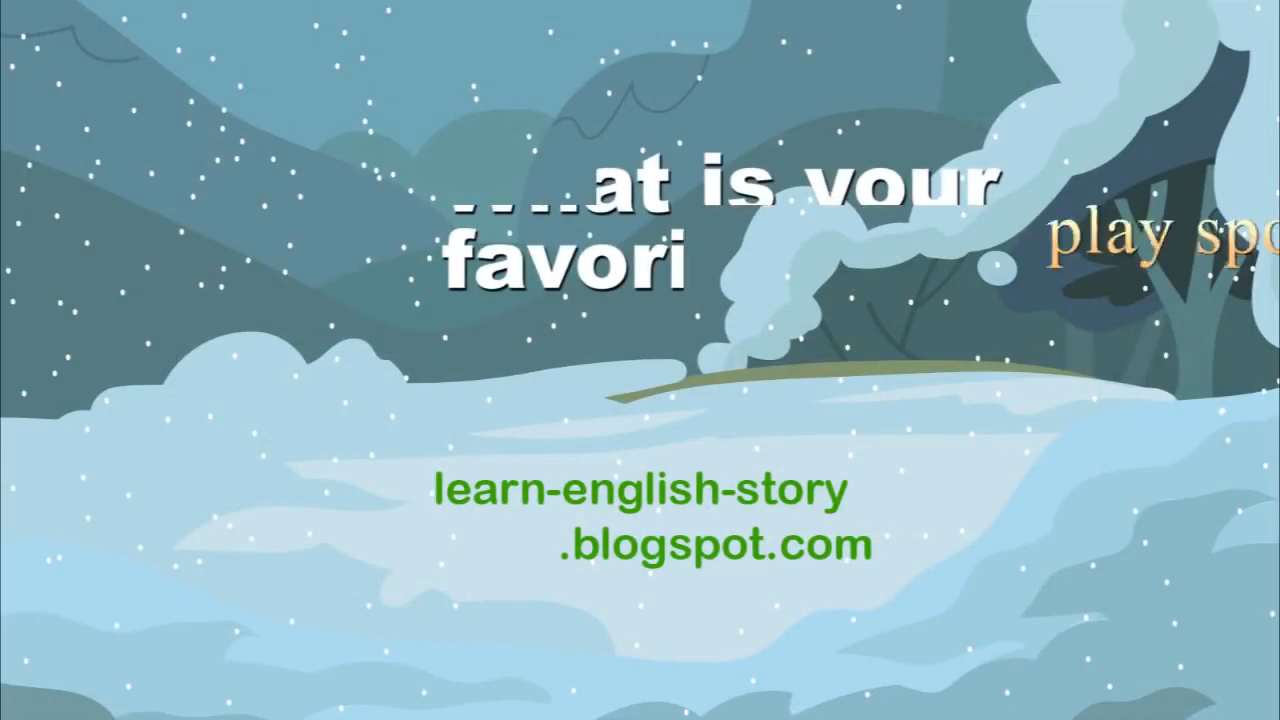 at is your
favori
play spo
learn-english-story
.blogspot.com